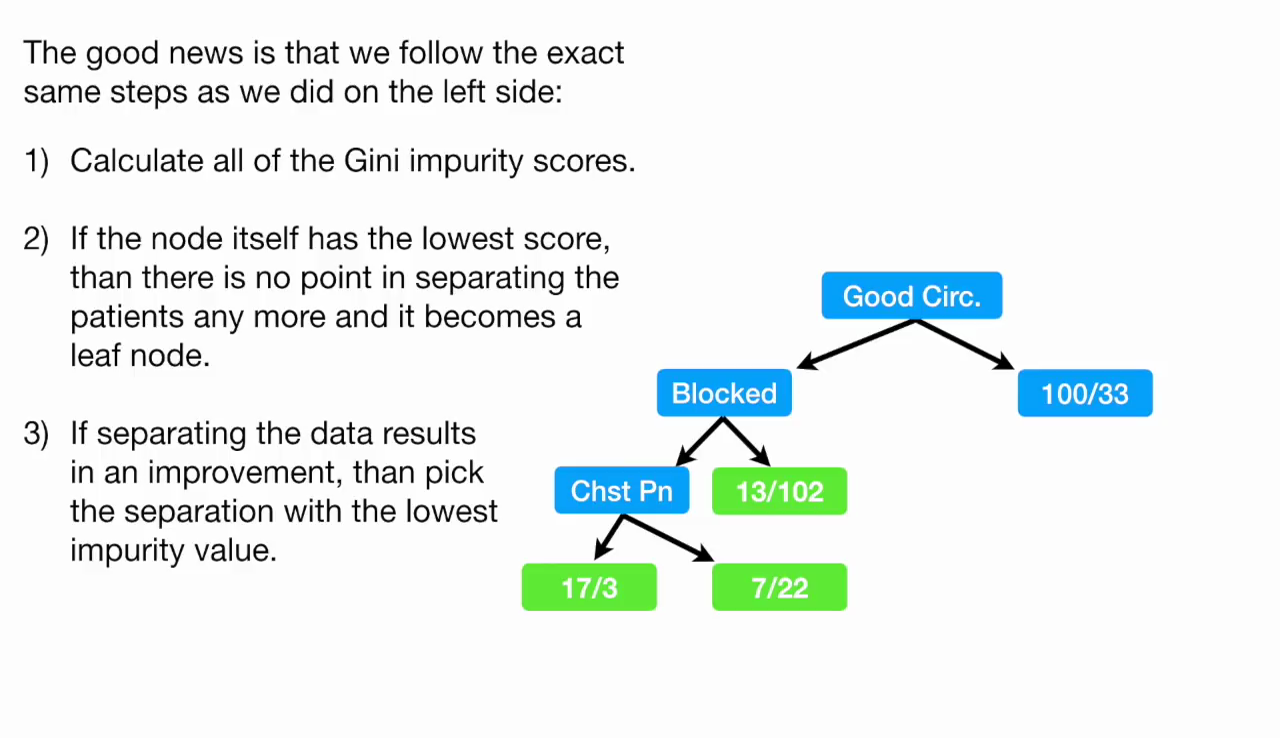 The good news is that we follow the exact
same steps as we did on the left side:
1) Calculate all of the Gini impurity scores.
2) If the node itself has the lowest score,
than there is no point in separating the
patients any more and it becomes a
leaf node.
3) If separating the data results
in an improvement, than pick
the separation with the lowest
impurity value.
Good Circ.
Blocked
100/33
Chst Pn
13/102
17/3
7/22